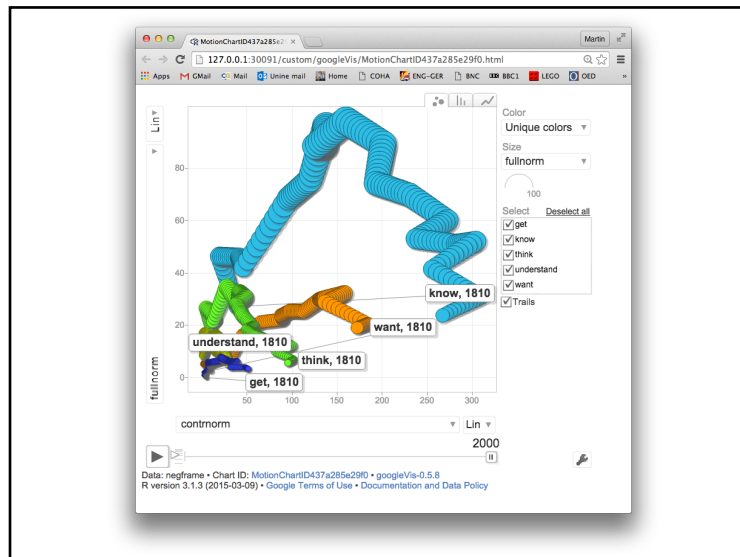 MotionChartID437a285e2
Martin
127.0.0.1:30091/custom/googleVis/MotionChartID437a285e29f0.html
Apps GMail Mail Unine mail Home COHA ENG-GER BNC BBC1 LEGO OED »
Lin
Color
Unique colors
Size
fullnorm
100
Select Deselect all
get
know
think
understand
want
Trails
80
60
40
20
0
know, 1810
want, 1810
understand, 1810
think, 1810
get, 1810
fullnorm
50 100 150 200 250 300
contrnorm Lin
2000
Data: negframe • Chart ID: MotionChartID437a285e29f0 • googleVis-0.5.8
R version 3.1.3 (2015-03-09) • Google Terms of Use • Documentation and Data Policy